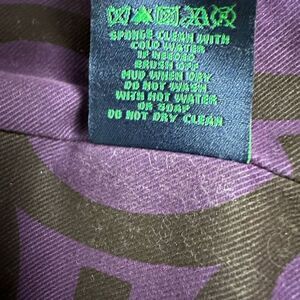 SPONGE CLEAN WITH
COLD WATER
IF NEEDED
BRUSH OFF
MUD WHEN DRY
DO NOT WASH
WITH HOT WATER
OR SOAP
DO NOT DRY CLEAN